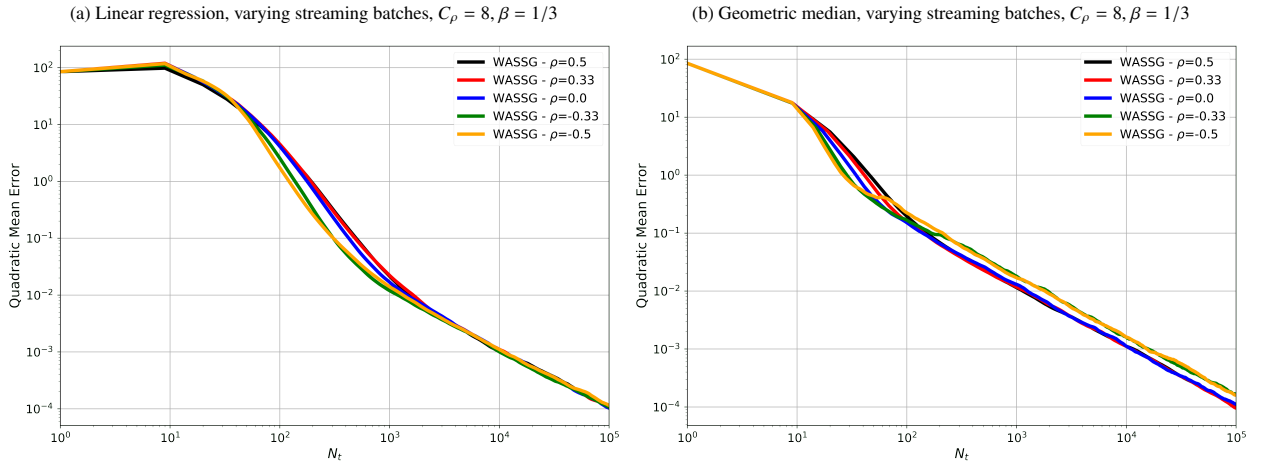 (a) Linear regression, varying streaming batches, Cρ = 8, β = 1/3
10²
10¹
10⁰
10⁻¹
10⁻²
10⁻³
10⁻⁴
Quadratic Mean Error
WASSG - ρ=0.5
WASSG - ρ=0.33
WASSG - ρ=0.0
WASSG - ρ=-0.33
WASSG - ρ=-0.5
10⁰ 10¹ 10² 10³ 10⁴ 10⁵
Nₜ
(b) Geometric median, varying streaming batches, Cρ = 8, β = 1/3
10²
10¹
10⁰
10⁻¹
10⁻²
10⁻³
10⁻⁴
Quadratic Mean Error
WASSG - ρ=0.5
WASSG - ρ=0.33
WASSG - ρ=0.0
WASSG - ρ=-0.33
WASSG - ρ=-0.5
10⁰ 10¹ 10² 10³ 10⁴ 10⁵
Nₜ